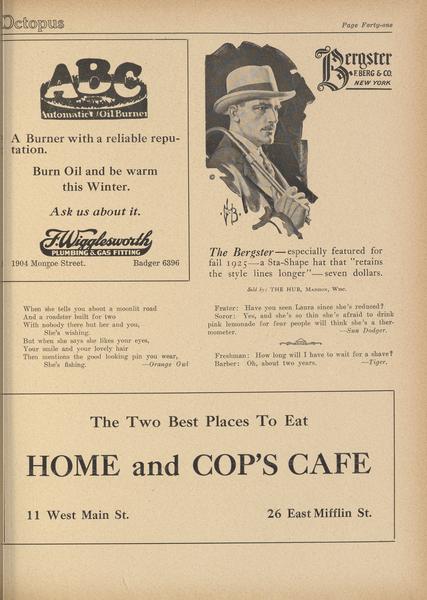 Octopus
Page Forty-one
ABC
Automatic Oil Burner
A Burner with a reliable repu-
tation.
Burn Oil and be warm
this Winter.
Ask us about it.
F. Wigglesworth
PLUMBING & GAS FITTING
1904 Monroe Street. Badger 6396
Bergster
F. BERG & CO.
NEW YORK
The Bergster—especially featured for
fall 1925—a Sta-Shape hat that "retains
the style lines longer"—seven dollars.
Sold by: THE HUB, Madison, Wisc.
When she tells you about a moonlit road
And a roadster built for two
With nobody there but her and you,
She's wishing.
But when she says she likes your eyes,
Your smile and your lovely hair
Then mentions the good looking pin you wear,
She's fishing. —Orange Owl
Frater: Have you seen Laura since she's reduced?
Soror: Yes, and she's so thin she's afraid to drink
pink lemonade for fear people will think she's a ther-
mometer. —Sun Dodger.
Freshman: How long will I have to wait for a shave?
Barber: Oh, about two years. —Tiger.
The Two Best Places To Eat
HOME and COP'S CAFE
11 West Main St. 26 East Mifflin St.